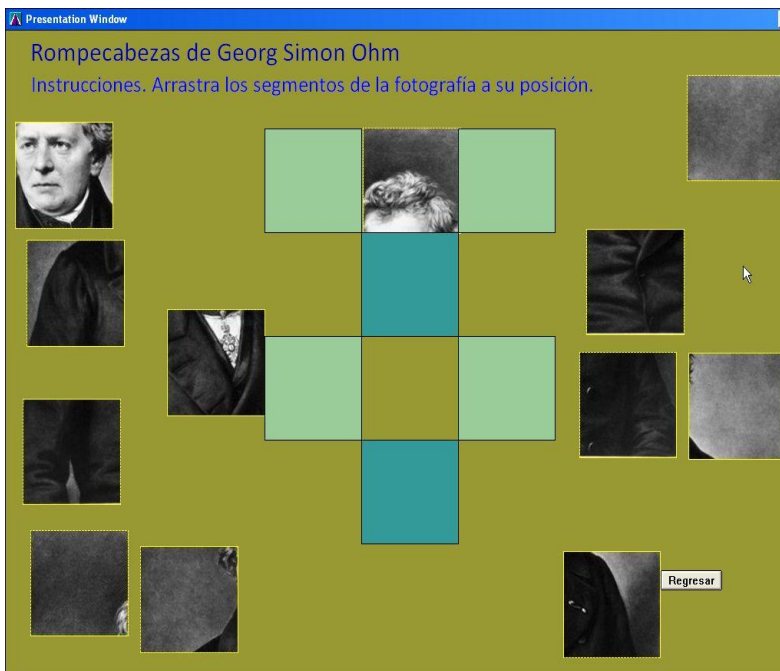 Presentation Window
Rompecabezas de Georg Simon Ohm
Instrucciones. Arrastra los segmentos de la fotografía a su posición.
Regresar